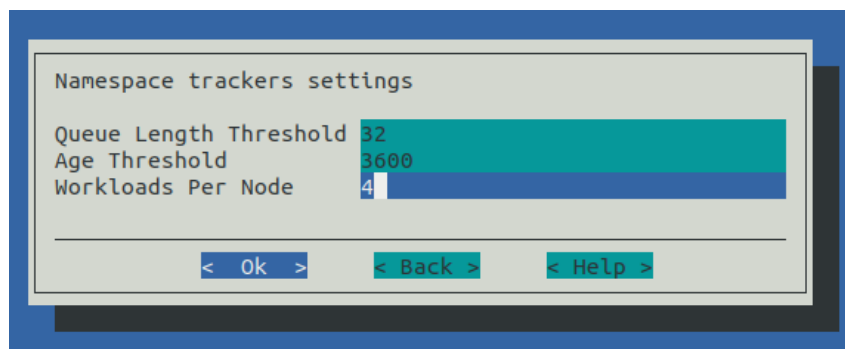 Namespace trackers settings
Queue Length Threshold 32
Age Threshold 3600
Workloads Per Node 4
< Ok > < Back > < Help >